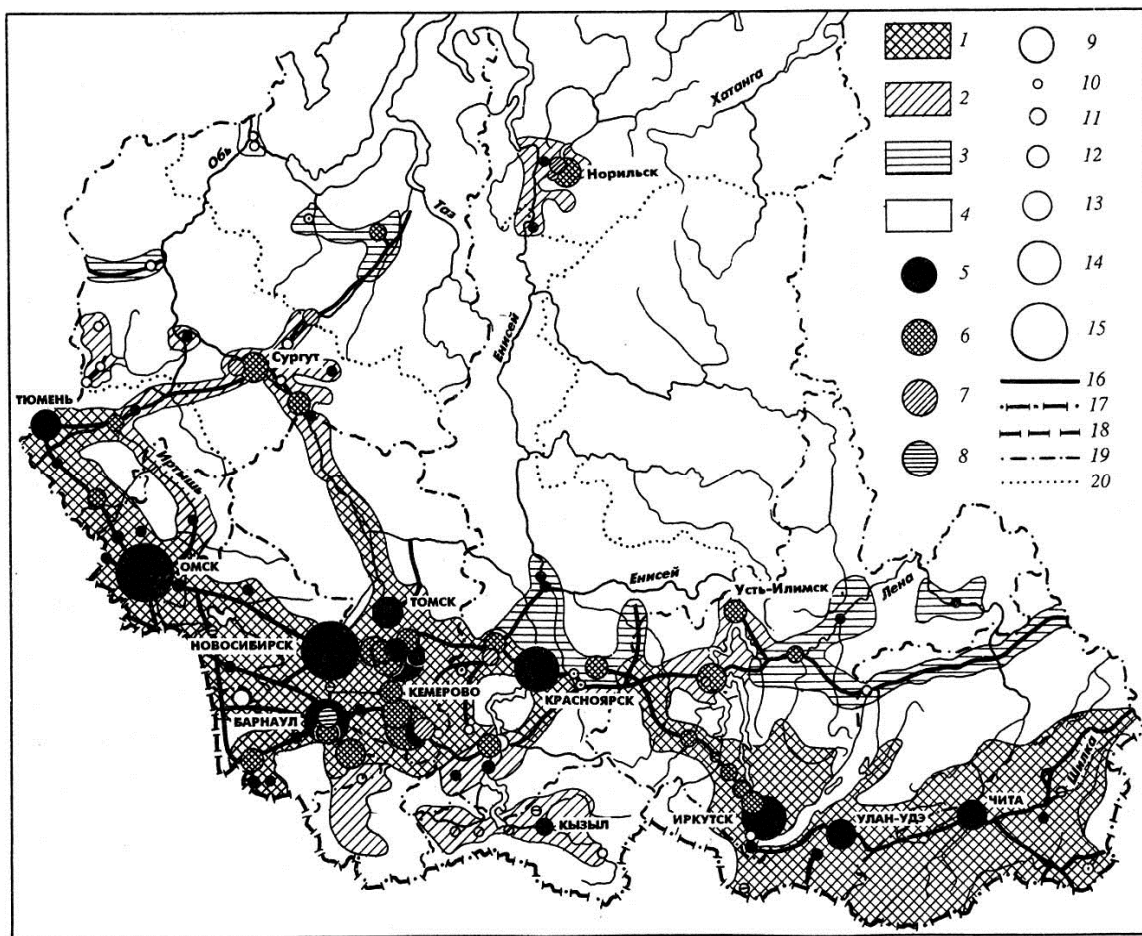 Хатанга
Обь
Норильск
Таз
Енисей
Сургут
ТЮМЕНЬ
Иртыш
ОМСК
Енисей
Усть-Илимск
Лена
ТОМСК
НОВОСИБИРСК
КЕМЕРОВО
КРАСНОЯРСК
БАРНАУЛ
Шилка
ИРКУТСК
УЛАН-УДЭ
ЧИТА
КЫЗЫЛ
1
2
3
4
5
6
7
8
9
10
11
12
13
14
15
16
17
18
19
20